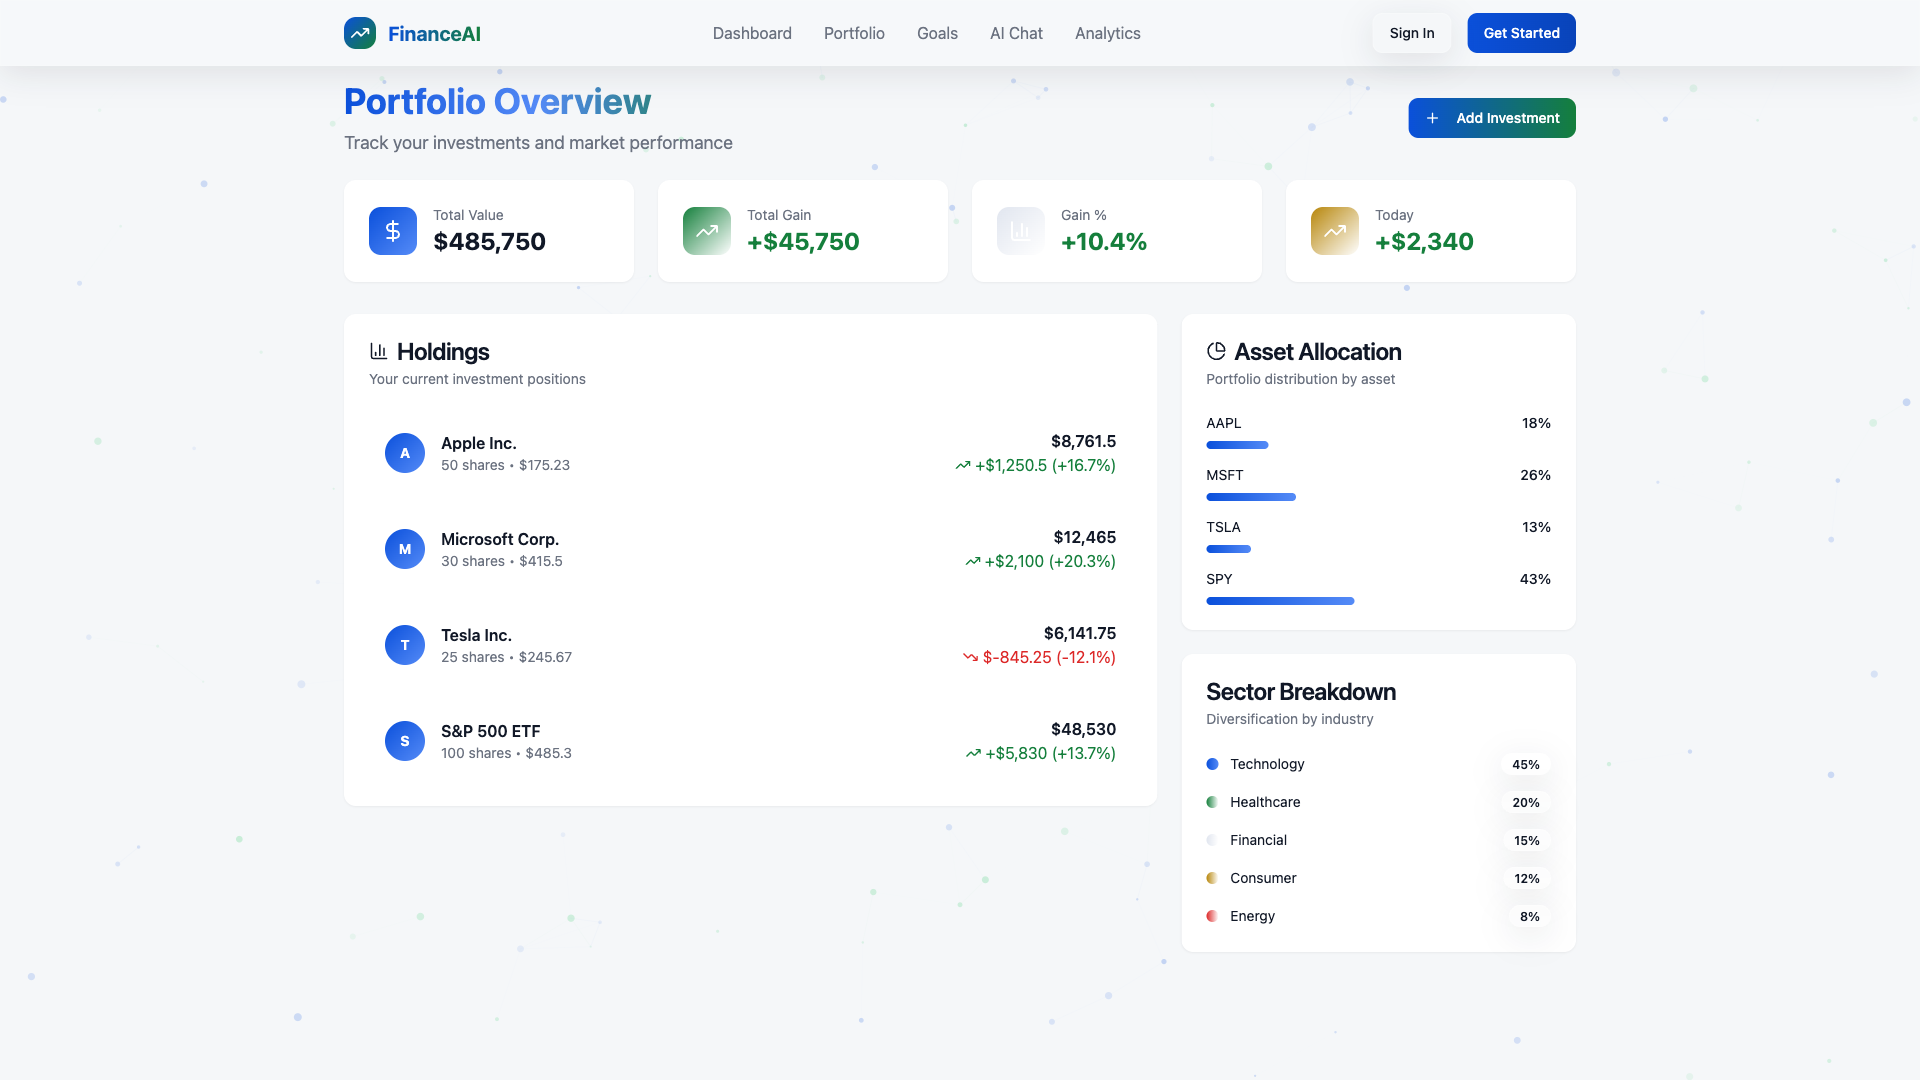 FinanceAI
Dashboard
Portfolio
Goals
AI Chat
Analytics
Sign In
Get Started
Portfolio Overview
Track your investments and market performance
Add Investment
Total Value
$485,750
Total Gain
+$45,750
Gain %
+10.4%
Today
+$2,340
Holdings
Your current investment positions
A
Apple Inc.
50 shares • $175.23
$8,761.5
+$1,250.5 (+16.7%)
M
Microsoft Corp.
30 shares • $415.5
$12,465
+$2,100 (+20.3%)
T
Tesla Inc.
25 shares • $245.67
$6,141.75
$-845.25 (-12.1%)
S
S&P 500 ETF
100 shares • $485.3
$48,530
+$5,830 (+13.7%)
Asset Allocation
Portfolio distribution by asset
AAPL 18%
MSFT 26%
TSLA 13%
SPY 43%
Sector Breakdown
Diversification by industry
Technology 45%
Healthcare 20%
Financial 15%
Consumer 12%
Energy 8%